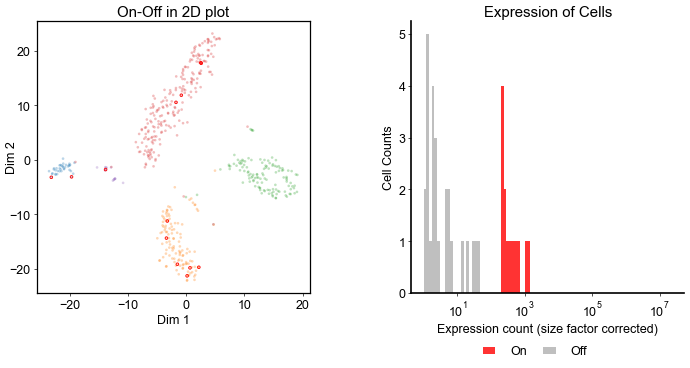 On-Off in 2D plot
Dim 2
20
10
0
−10
−20
−20 −10 0 10 20
Dim 1
Expression of Cells
Cell Counts
5
4
3
2
1
0
10^1 10^3 10^5 10^7
Expression count (size factor corrected)
On Off